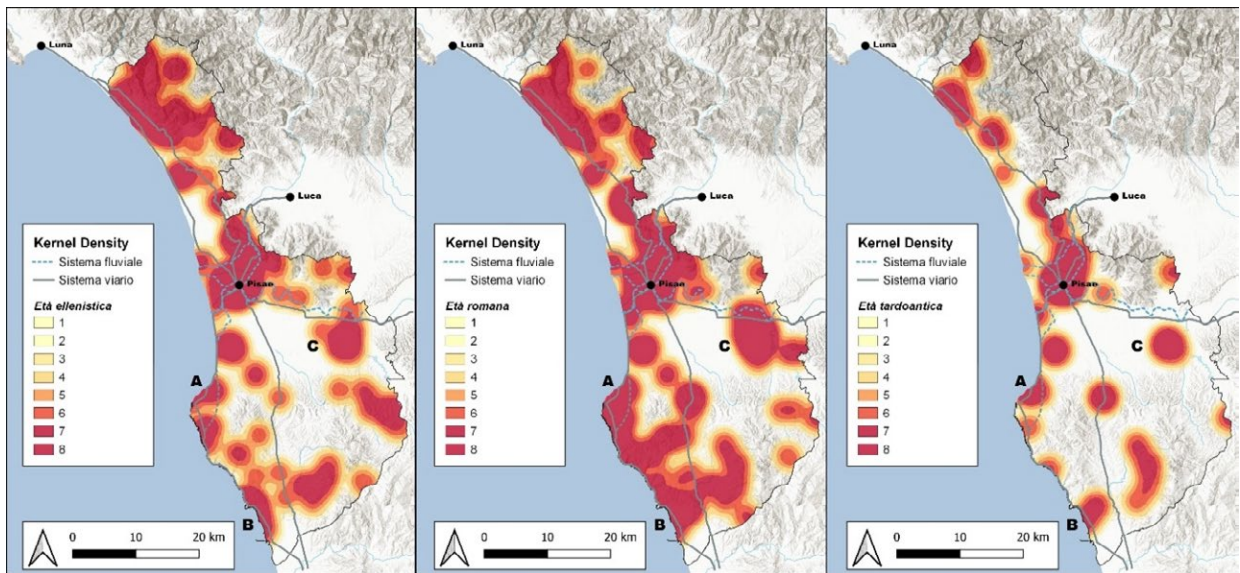 Luna
Luca
Kernel Density
Sistema fluviale
Sistema viario
Età ellenistica
1
2
3
4
5
6
7
8
Pisae
C
A
B
0 10 20 km
Luna
Luca
Kernel Density
Sistema fluviale
Sistema viario
Età romana
1
2
3
4
5
6
7
8
Pisae
C
A
B
0 10 20 km
Luna
Luca
Kernel Density
Sistema fluviale
Sistema viario
Età tardoantica
1
2
3
4
5
6
7
8
Pisae
C
A
B
0 10 20 km